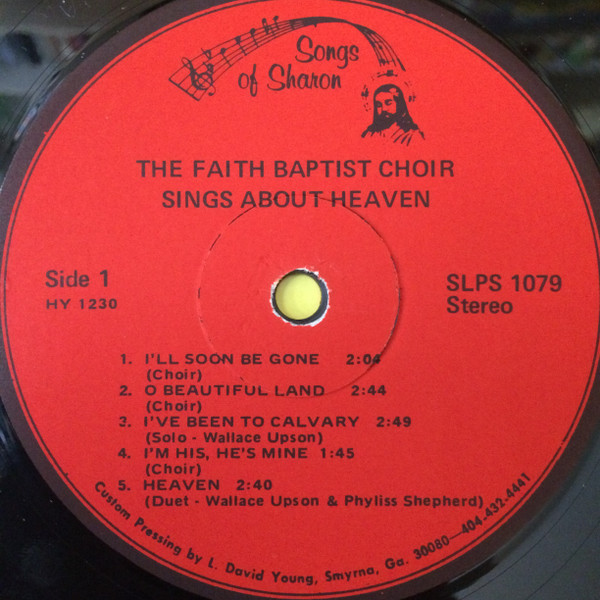 Songs
of Sharon
THE FAITH BAPTIST CHOIR
SINGS ABOUT HEAVEN
Side 1
HY 1230
SLPS 1079
Stereo
1. I'LL SOON BE GONE 2:04
(Choir)
2. O BEAUTIFUL LAND 2:44
(Choir)
3. I'VE BEEN TO CALVARY 2:49
(Solo - Wallace Upson)
4. I'M HIS, HE'S MINE 1:45
(Choir)
5. HEAVEN 2:40
(Duet - Wallace Upson & Phyliss Shepherd)
Custom Pressing by L. David Young, Smyrna, Ga. 30080—404-432-4441